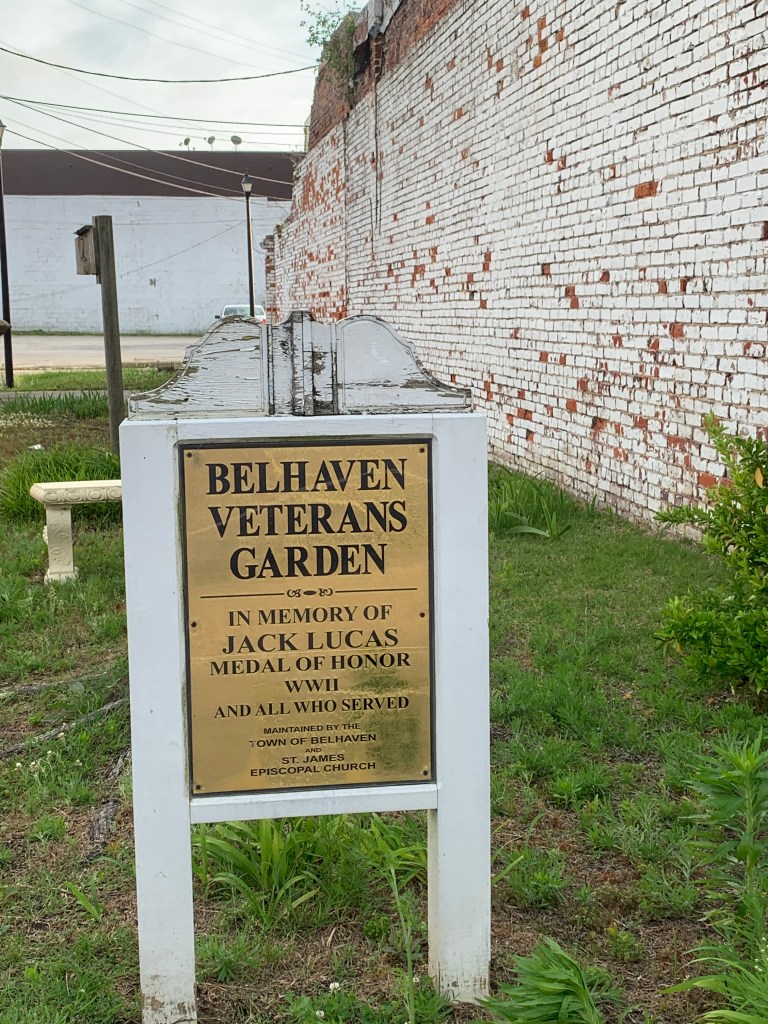 BELHAVEN
VETERANS
GARDEN
IN MEMORY OF
JACK LUCAS
MEDAL OF HONOR
WWII
AND ALL WHO SERVED
MAINTAINED BY THE
TOWN OF BELHAVEN
AND
ST. JAMES
EPISCOPAL CHURCH